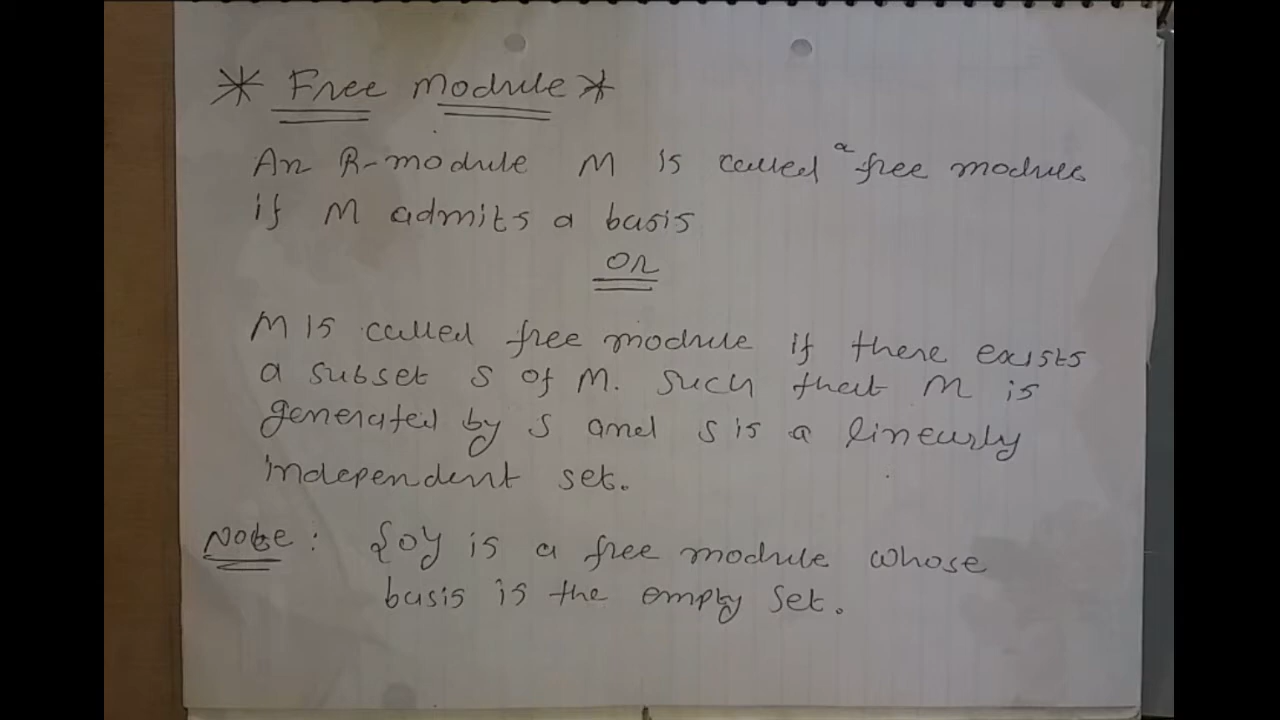 * Free module *
An R-module M is called a free module
if M admits a basis
OR
M is called free module if there exists
a subset S of M. such that M is
generated by S and S is a linearly
independent set.
Note: {0} is a free module whose
basis is the empty set.